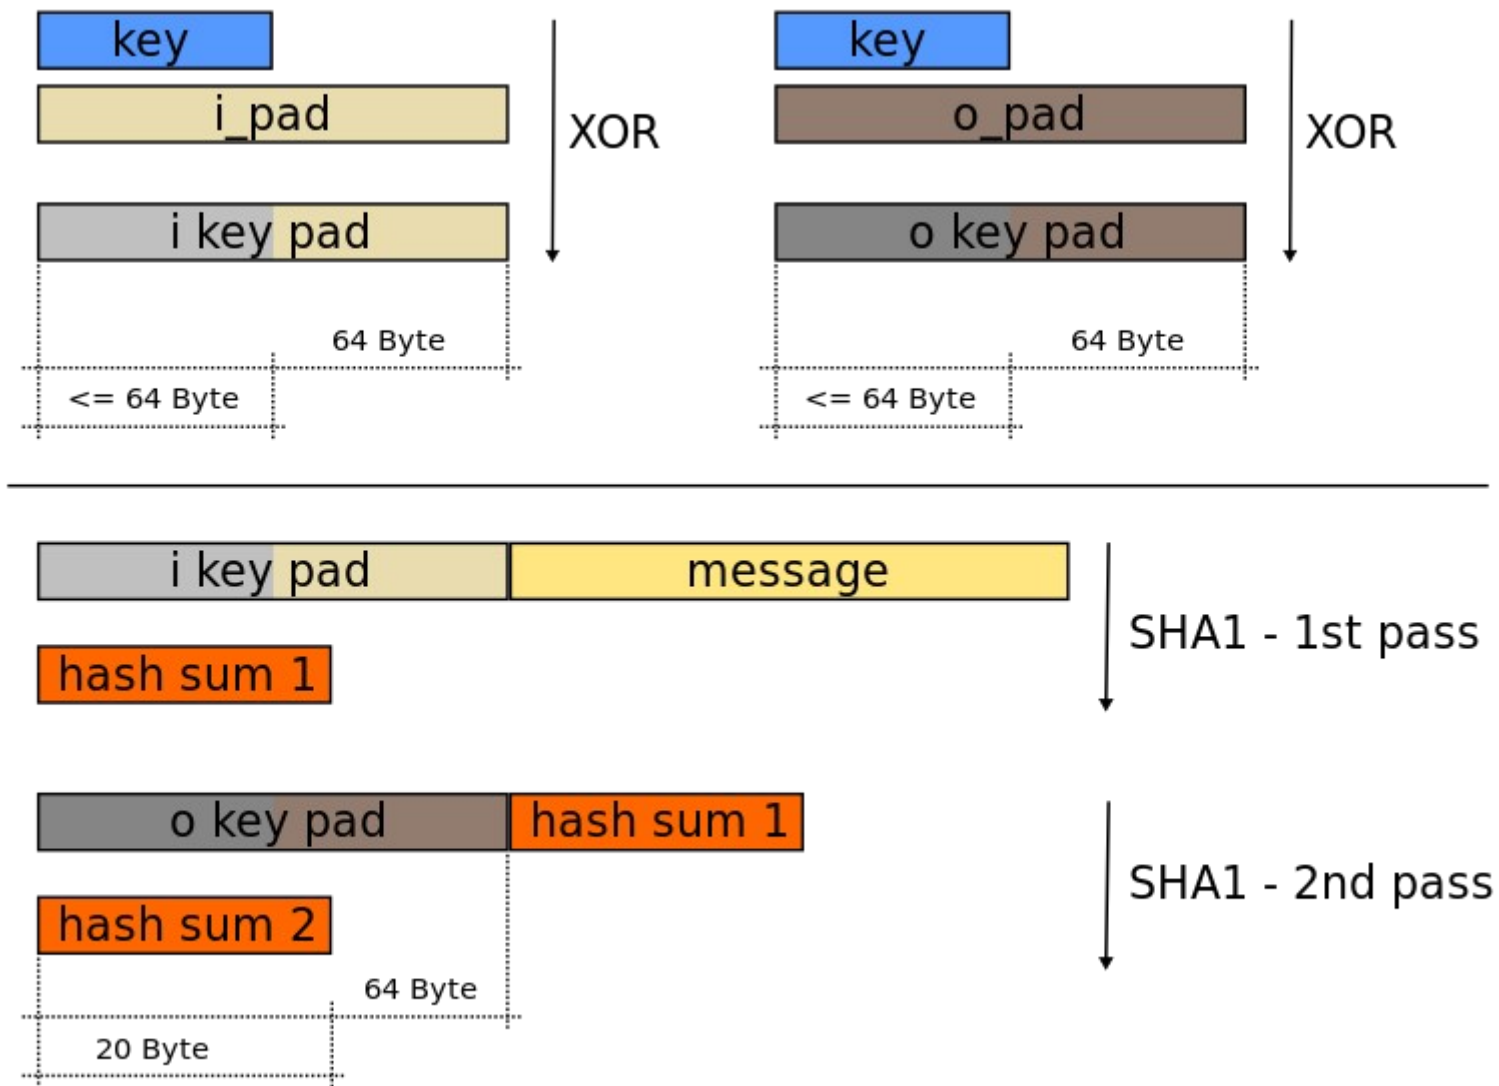 key
i_pad
XOR
i key pad
64 Byte
<= 64 Byte
key
o_pad
XOR
o key pad
64 Byte
<= 64 Byte
i key pad
message
SHA1 - 1st pass
hash sum 1
o key pad
hash sum 1
SHA1 - 2nd pass
hash sum 2
64 Byte
20 Byte